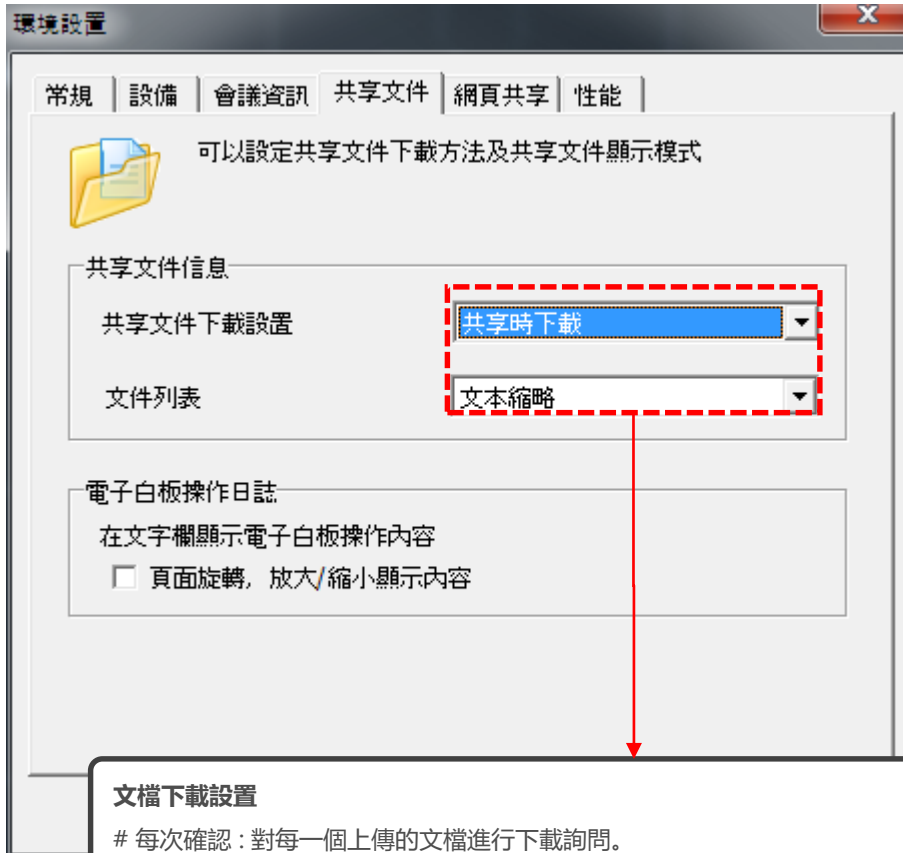 環境設置
常規 設備 會議資訊 共享文件 網頁共享 性能
可以設定共享文件下載方法及共享文件顯示模式
共享文件信息
共享文件下載設置 共享時下載
文件列表 文本縮略
電子白板操作日誌
在文字欄顯示電子白板操作內容
頁面旋轉, 放大/縮小顯示內容
文檔下載設置
# 每次確認 : 對每一個上傳的文檔進行下載詢問。